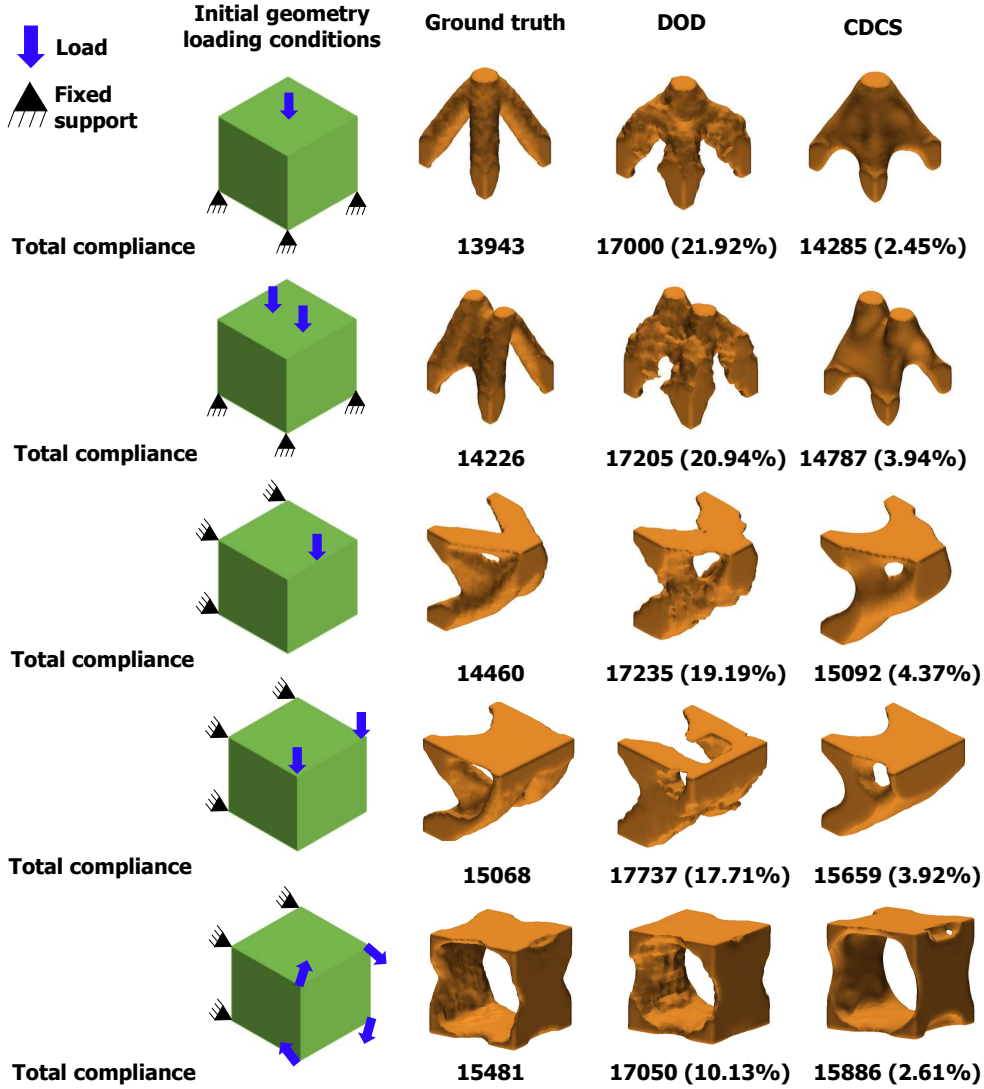 Initial geometry
loading conditions
Ground truth
DOD
CDCS
Load
Fixed
support
Total compliance
13943
17000 (21.92%)
14285 (2.45%)
Total compliance
14226
17205 (20.94%)
14787 (3.94%)
Total compliance
14460
17235 (19.19%)
15092 (4.37%)
Total compliance
15068
17737 (17.71%)
15659 (3.92%)
Total compliance
15481
17050 (10.13%)
15886 (2.61%)